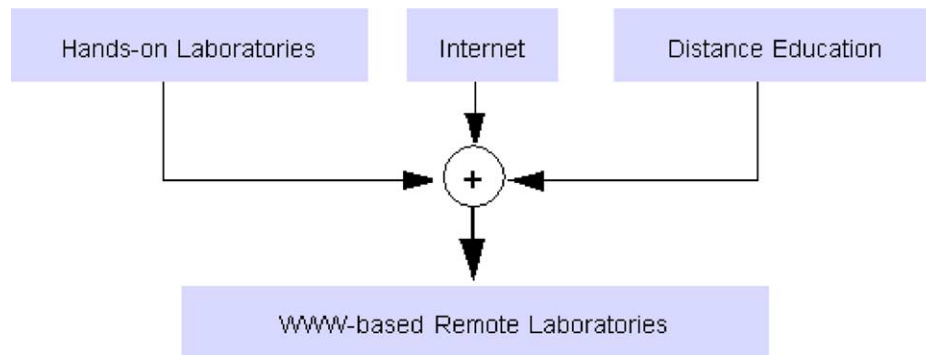 Hands-on Laboratories
Internet
Distance Education
+
WWW-based Remote Laboratories